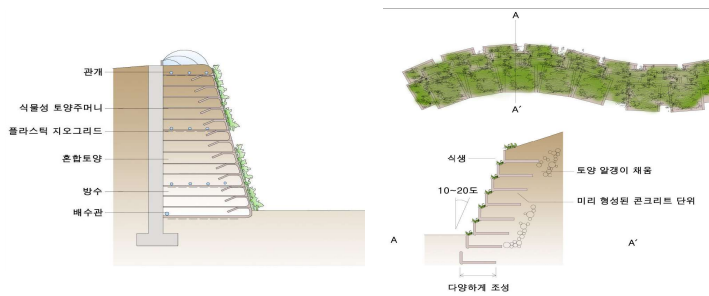 관개
식물성 토양주머니
플라스틱 지오그리드
혼합토양
방수
배수관
A
A′
식생
토양 알갱이 채움
10~20도
미리 형성된 콘크리트 단위
A
A′
다양하게 조성